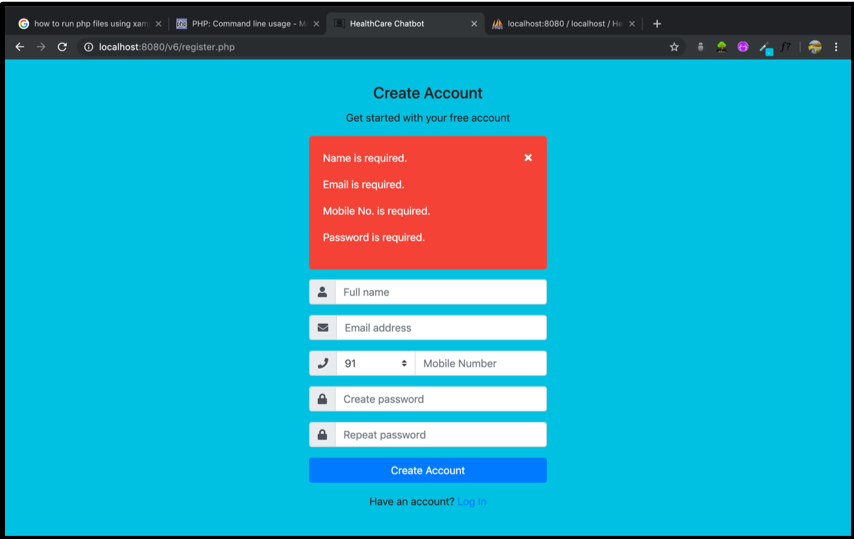 how to run php files using xam
PHP: Command line usage - M
HealthCare Chatbot
localhost:8080 / localhost / He
localhost:8080/v6/register.php
Create Account
Get started with your free account
Name is required.
Email is required.
Mobile No. is required.
Password is required.
Full name
Email address
91 Mobile Number
Create password
Repeat password
Create Account
Have an account? Log In